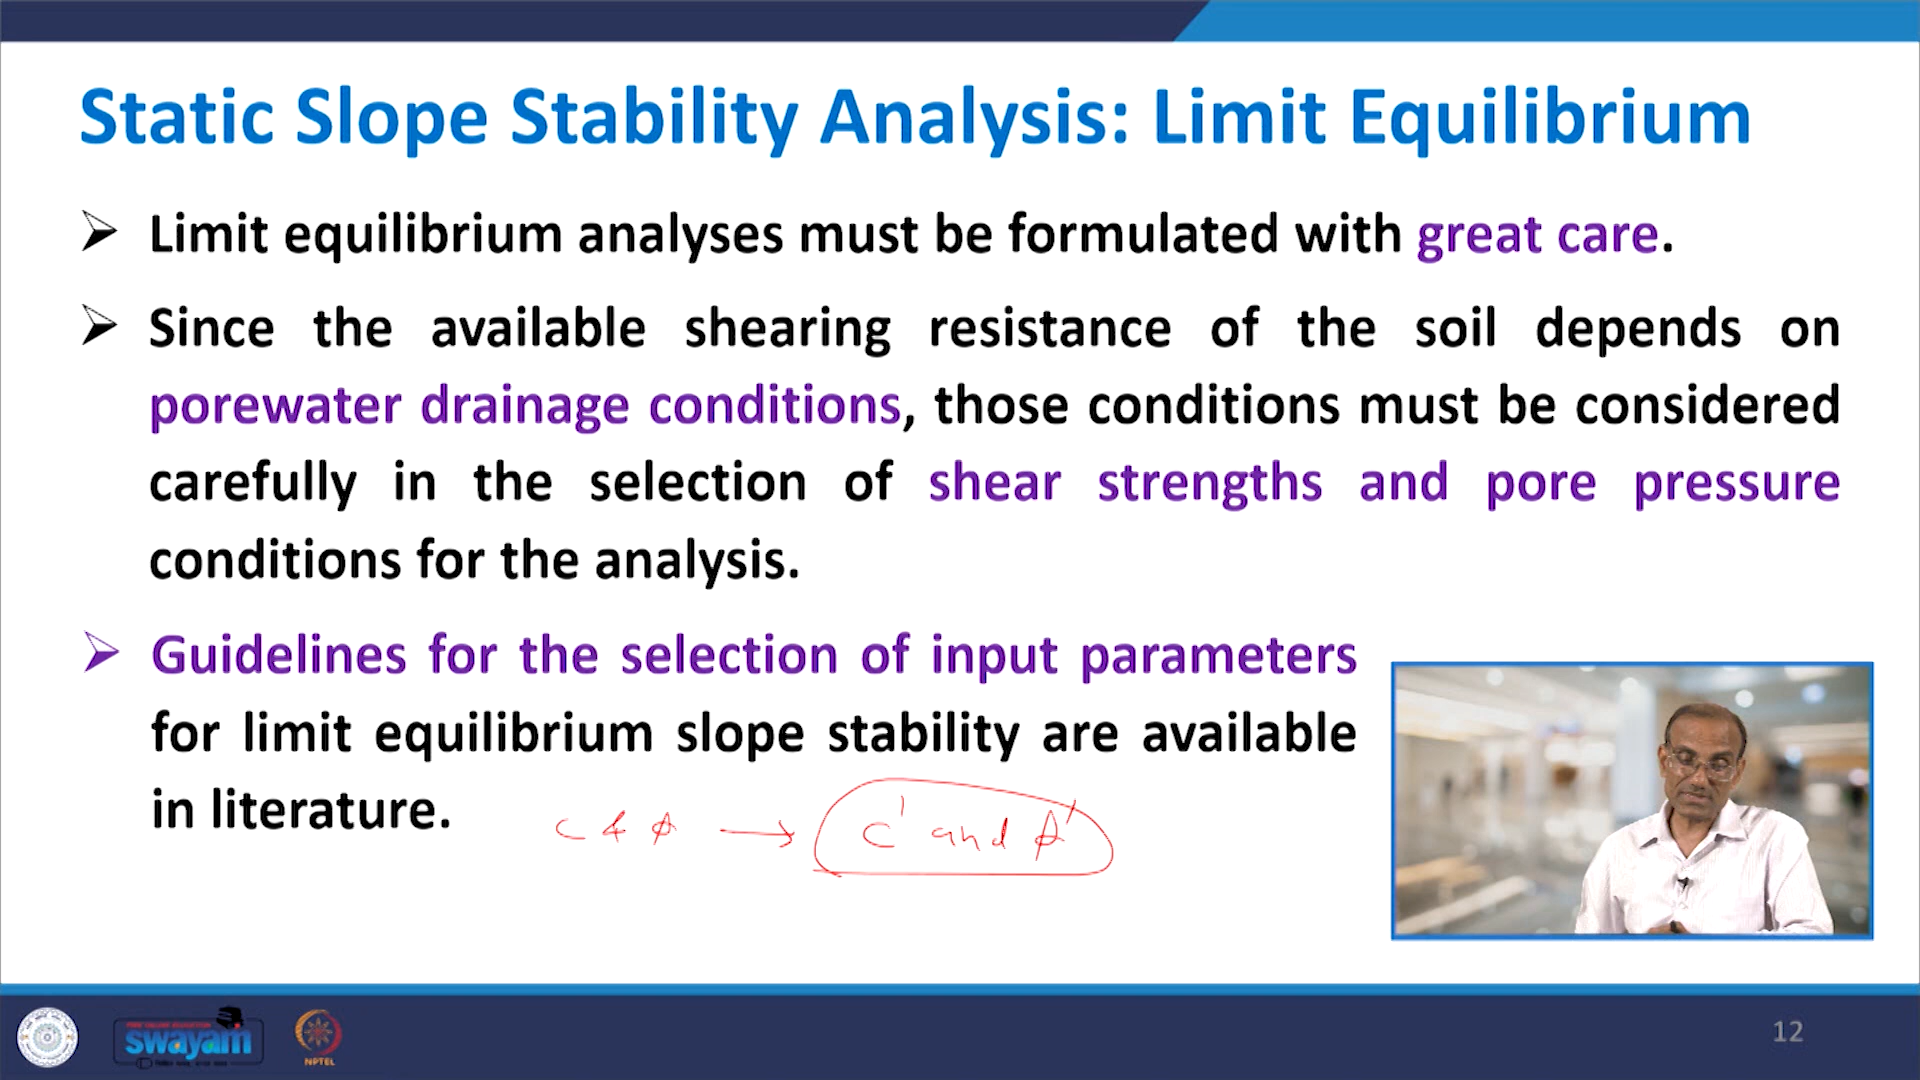 Static Slope Stability Analysis: Limit Equilibrium
➢ Limit equilibrium analyses must be formulated with great care.
➢ Since the available shearing resistance of the soil depends on
porewater drainage conditions, those conditions must be considered
carefully in the selection of shear strengths and pore pressure
conditions for the analysis.
➢ Guidelines for the selection of input parameters
for limit equilibrium slope stability are available
in literature.
c & φ → c' and φ'
swayam
NPTEL
12